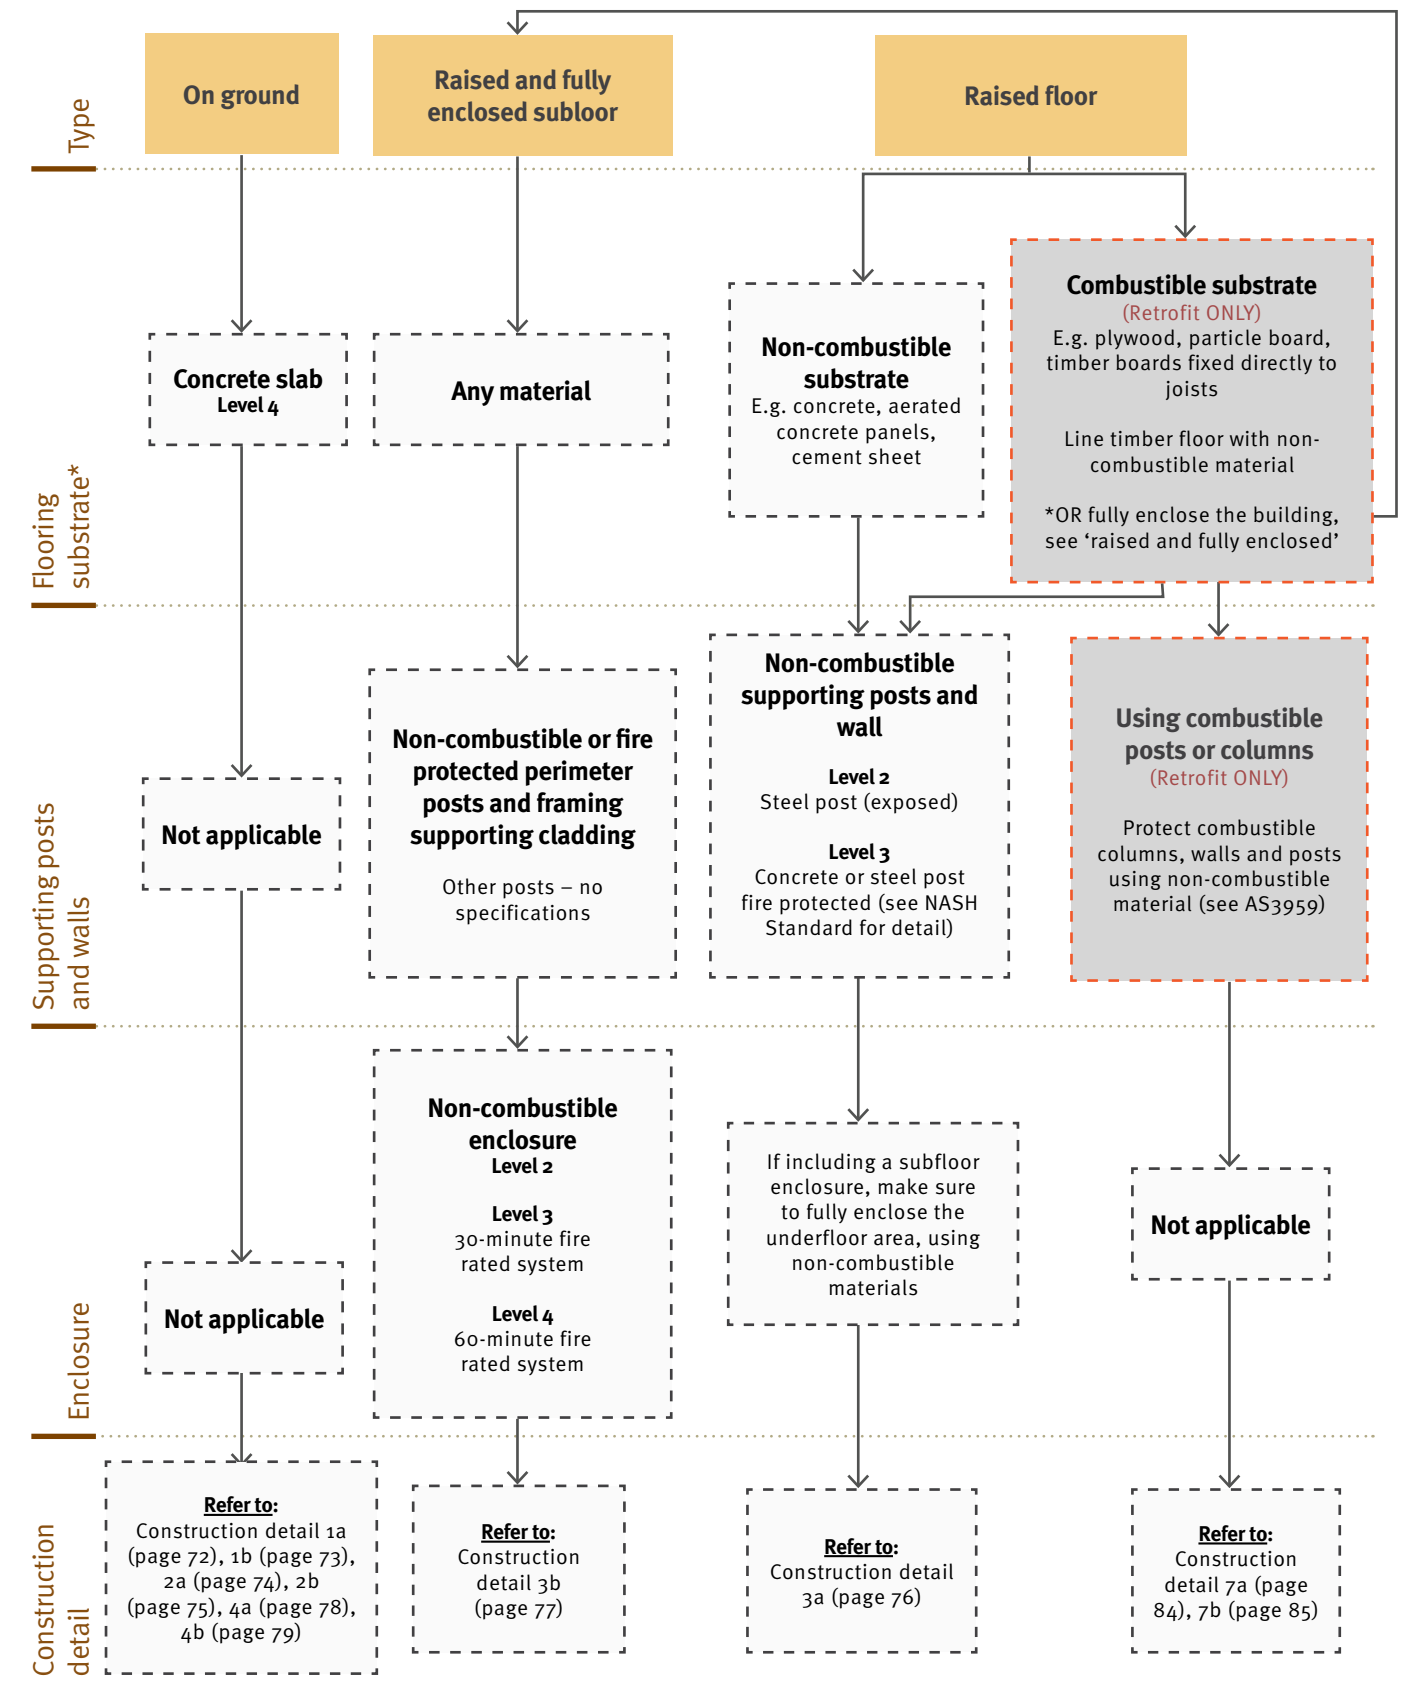 Type
On ground
Raised and fully
enclosed subloor
Raised floor
Flooring
substrate*
Concrete slab
Level 4
Any material
Non-combustible
substrate
E.g. concrete, aerated
concrete panels,
cement sheet
Combustible substrate
(Retrofit ONLY)
E.g. plywood, particle board,
timber boards fixed directly to
joists
Line timber floor with non-
combustible material
*OR fully enclose the building,
see ‘raised and fully enclosed’
Supporting posts
and walls
Not applicable
Non-combustible or fire
protected perimeter
posts and framing
supporting cladding
Other posts – no
specifications
Non-combustible
supporting posts and
wall
Level 2
Steel post (exposed)
Level 3
Concrete or steel post
fire protected (see NASH
Standard for detail)
Using combustible
posts or columns
(Retrofit ONLY)
Protect combustible
columns, walls and posts
using non-combustible
material (see AS3959)
Enclosure
Not applicable
Non-combustible
enclosure
Level 2
Level 3
30-minute fire
rated system
Level 4
60-minute fire
rated system
If including a subfloor
enclosure, make sure
to fully enclose the
underfloor area, using
non-combustible
materials
Not applicable
Construction
detail
Refer to:
Construction detail 1a
(page 72), 1b (page 73),
2a (page 74), 2b
(page 75), 4a (page 78),
4b (page 79)
Refer to:
Construction
detail 3b
(page 77)
Refer to:
Construction detail
3a (page 76)
Refer to:
Construction
detail 7a (page
84), 7b (page 85)